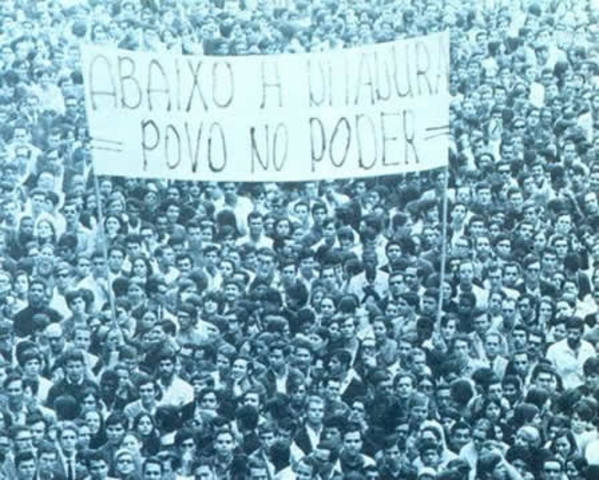 ABAIXO A DITADURA
= POVO NO PODER =